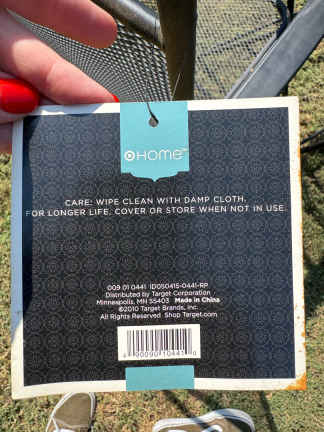 HOME™
CARE: WIPE CLEAN WITH DAMP CLOTH.
FOR LONGER LIFE, COVER OR STORE WHEN NOT IN USE.
009 01 0441 ID050415-0441-RP
Distributed by Target Corporation
Minneapolis, MN 55403 Made in China
©2010 Target Brands, Inc.
All Rights Reserved Shop Target.com